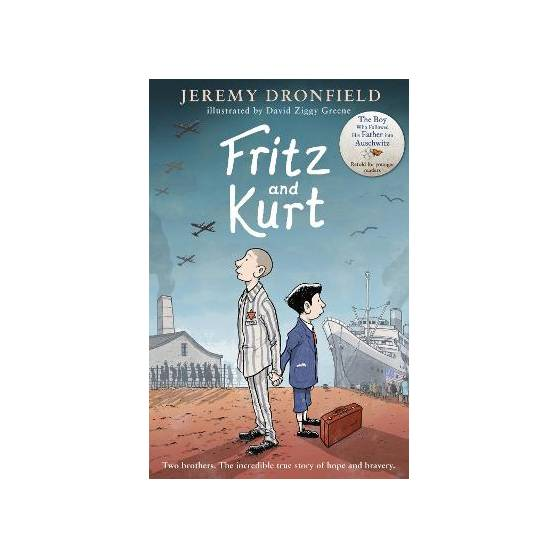 JEREMY DRONFIELD
illustrated by David Ziggy Greene
The Boy
Who Followed
His Father into
Auschwitz
Retold for younger
readers
Fritz
and
Kurt
Two brothers. The incredible true story of hope and bravery.